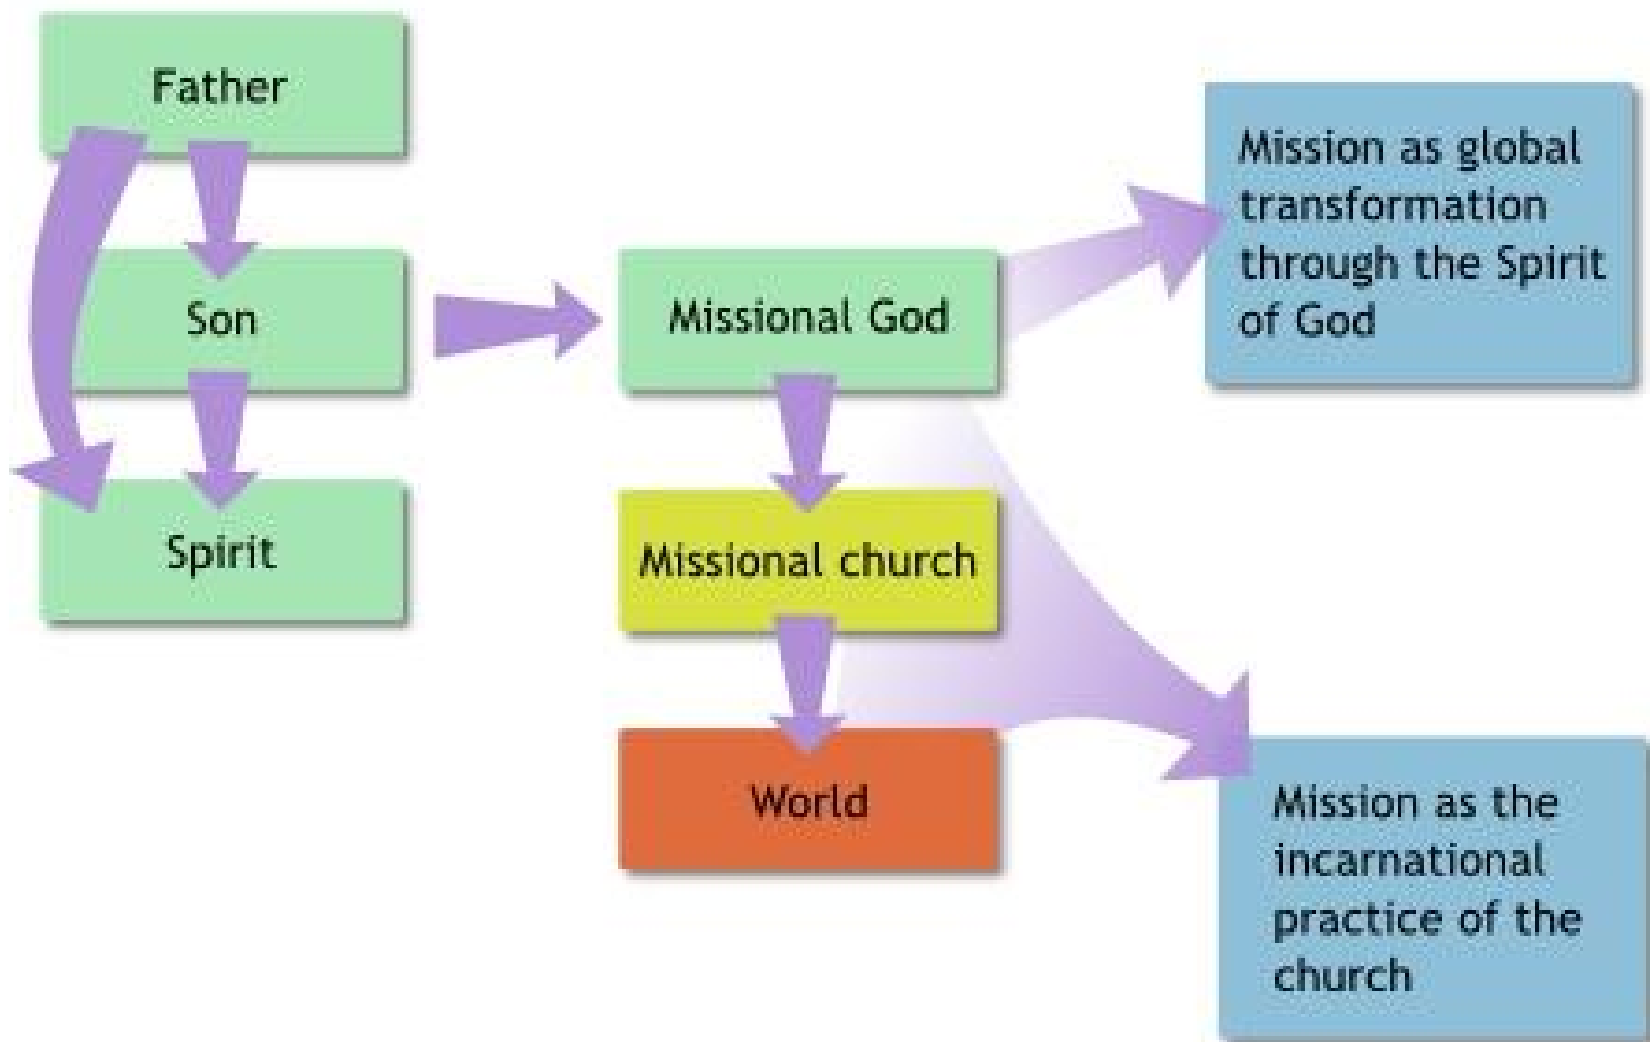 Father
Son
Spirit
Missional God
Missional church
World
Mission as global
transformation
through the Spirit
of God
Mission as the
incarnational
practice of the
church